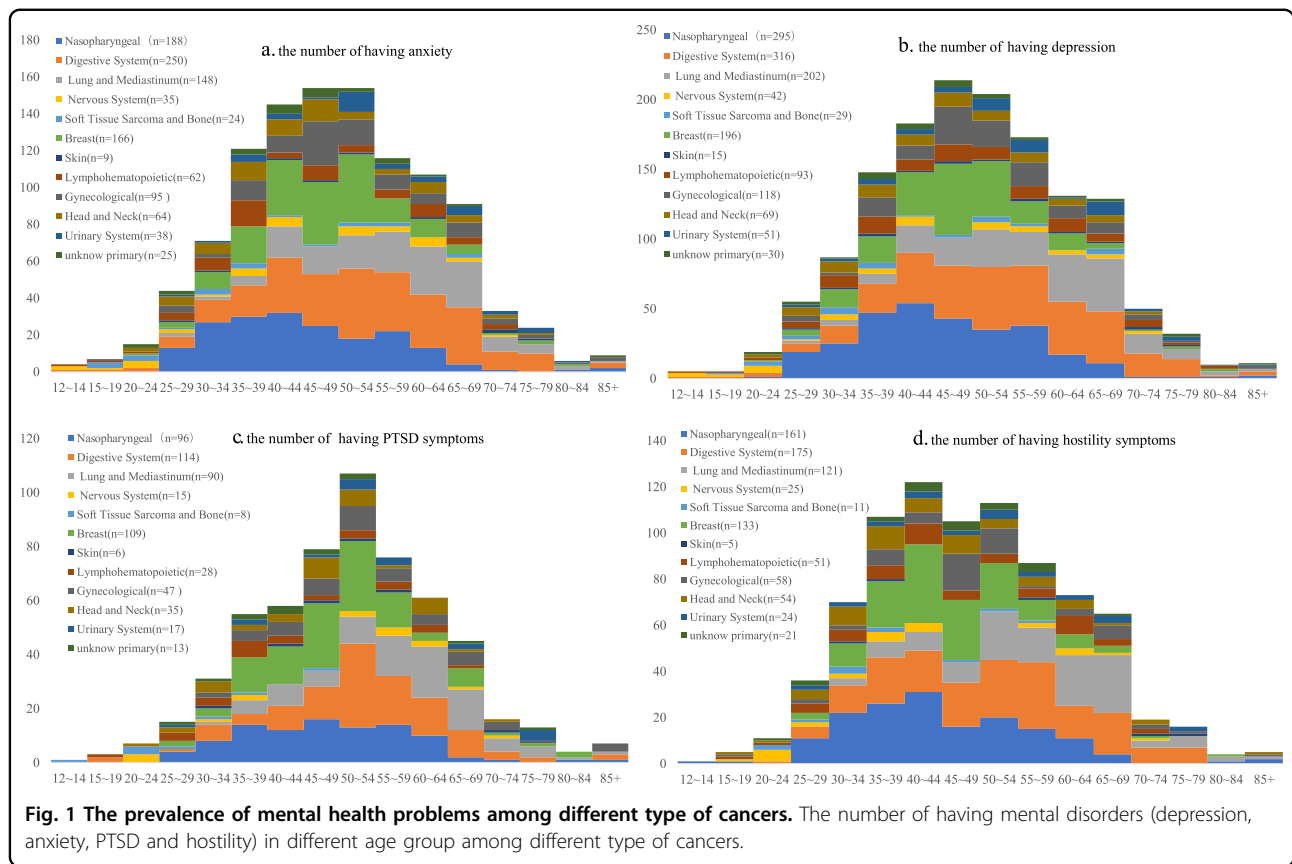 a. the number of having anxiety
180
160
140
120
100
80
60
40
20
0
Nasopharyngeal （n=188)
Digestive System(n=250)
Lung and Mediastinum(n=148)
Nervous System(n=35)
Soft Tissue Sarcoma and Bone(n=24)
Breast(n=166)
Skin(n=9)
Lymphohematopoietic(n=62)
Gynecological(n=95 )
Head and Neck(n=64)
Urinary System(n=38)
unknow primary(n=25)
12~14 15~19 20~24 25~29 30~34 35~39 40~44 45~49 50~54 55~59 60~64 65~69 70~74 75~79 80~84 85+
b. the number of having depression
250
200
150
100
50
0
Nasopharyngeal （n=295)
Digestive System(n=316)
Lung and Mediastinum(n=202)
Nervous System(n=42)
Soft Tissue Sarcoma and Bone(n=29)
Breast(n=196)
Skin(n=15)
Lymphohematopoietic(n=93)
Gynecological(n=118)
Head and Neck(n=69)
Urinary System(n=51)
unknow primary(n=30)
12~14 15~19 20~24 25~29 30~34 35~39 40~44 45~49 50~54 55~59 60~64 65~69 70~74 75~79 80~84 85+
c. the number of having PTSD symptoms
120
100
80
60
40
20
0
Nasopharyngeal （n=96)
Digestive System(n=114)
Lung and Mediastinum(n=90)
Nervous System(n=15)
Soft Tissue Sarcoma and Bone(n=8)
Breast(n=109)
Skin(n=6)
Lymphohematopoietic(n=28)
Gynecological(n=47 )
Head and Neck(n=35)
Urinary System(n=17)
unknow primary(n=13)
12~14 15~19 20~24 25~29 30~34 35~39 40~44 45~49 50~54 55~59 60~64 65~69 70~74 75~79 80~84 85+
d. the number of having hostility symptoms
140
120
100
80
60
40
20
0
Nasopharyngeal(n=161)
Digestive System(n=175)
Lung and Mediastinum(n=121)
Nervous System(n=25)
Soft Tissue Sarcoma and Bone(n=11)
Breast(n=133)
Skin(n=5)
Lymphohematopoietic(n=51)
Gynecological(n=58)
Head and Neck(n=54)
Urinary System(n=24)
unknow primary(n=21
12~14 15~19 20~24 25~29 30~34 35~39 40~44 45~49 50~54 55~59 60~64 65~69 70~74 75~79 80~84 85+
Fig. 1 The prevalence of mental health problems among different type of cancers. The number of having mental disorders (depression,
anxiety, PTSD and hostility) in different age group among different type of cancers.